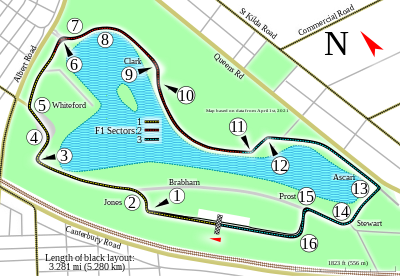 St Kilda Road
Commercial Road
N
7
8
Albert Road
6
Clark
9
Queens Rd
10
Map based on data from April 1st, 2021
5
Whiteford
F1 Sectors:
1
2
3
11
4
3
12
Ascari
13
Brabham
Jones
2
1
Prost
15
14
Stewart
16
Canterbury Road
Length of black layout:
3.281 mi (5.280 km)
1823 ft (556 m)